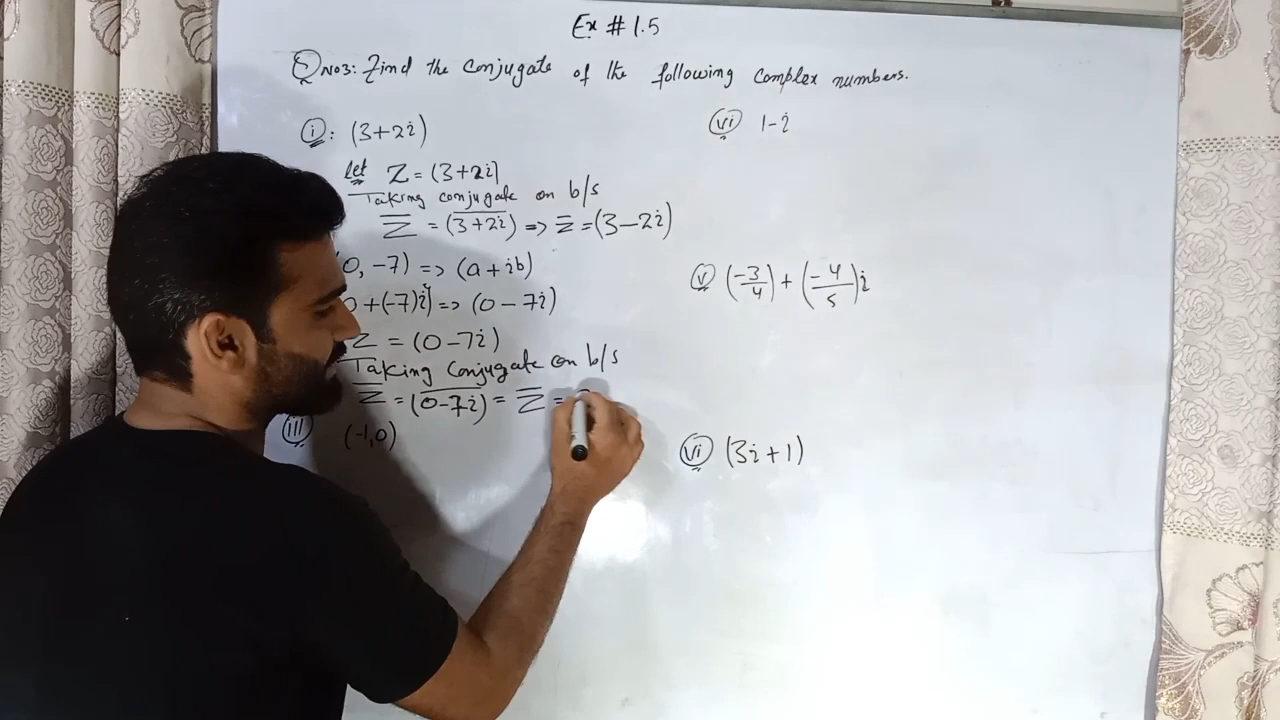 Ex # 1.5
Q No3: Find the conjugate of the following complex numbers.
(i): (3+2i)
let Z = (3+2i)
Taking conjugate on b/s
Z̅ = (3+2i)‾ => Z̅ = (3-2i)
0, -7) => (a+ib)
0 +(-7)i} => (0 - 7i)
Z = (0-7i)
Taking Conjugate on b/s
Z̅ = (0-7i)‾ = Z̅ =
(iii) (-1,0)
(vi) 1-i
(v) (-3/4) + (-4/5)i
(vi) (3i+1)